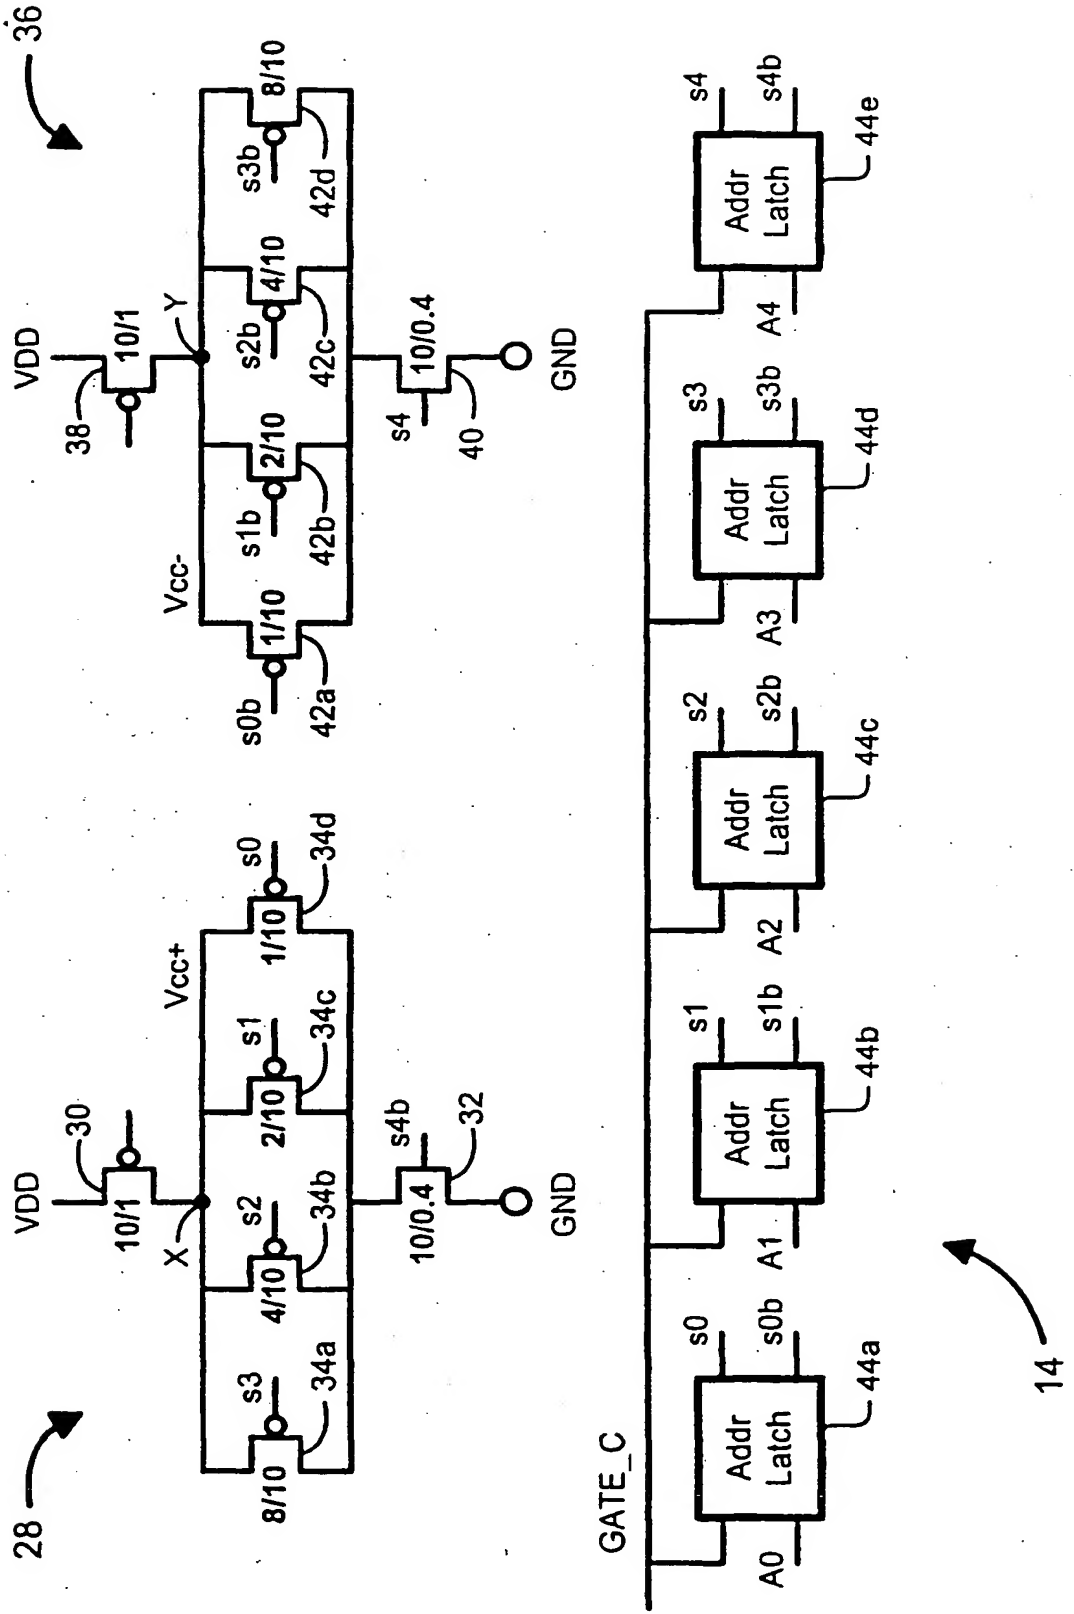 28
VDD
30
10/1
X
Vcc+
s3
8/10
34a
s2
4/10
34b
s1
2/10
34c
s0
1/10
34d
s4b
10/0.4
32
GND
36
VDD
38
10/1
Y
Vcc-
s0b
1/10
42a
s1b
2/10
42b
s2b
4/10
42c
s3b
8/10
42d
s4
10/0.4
40
GND
GATE_C
A0
Addr
Latch
s0
s0b
44a
A1
Addr
Latch
s1
s1b
44b
A2
Addr
Latch
s2
s2b
44c
A3
Addr
Latch
s3
s3b
44d
A4
Addr
Latch
s4
s4b
44e
14